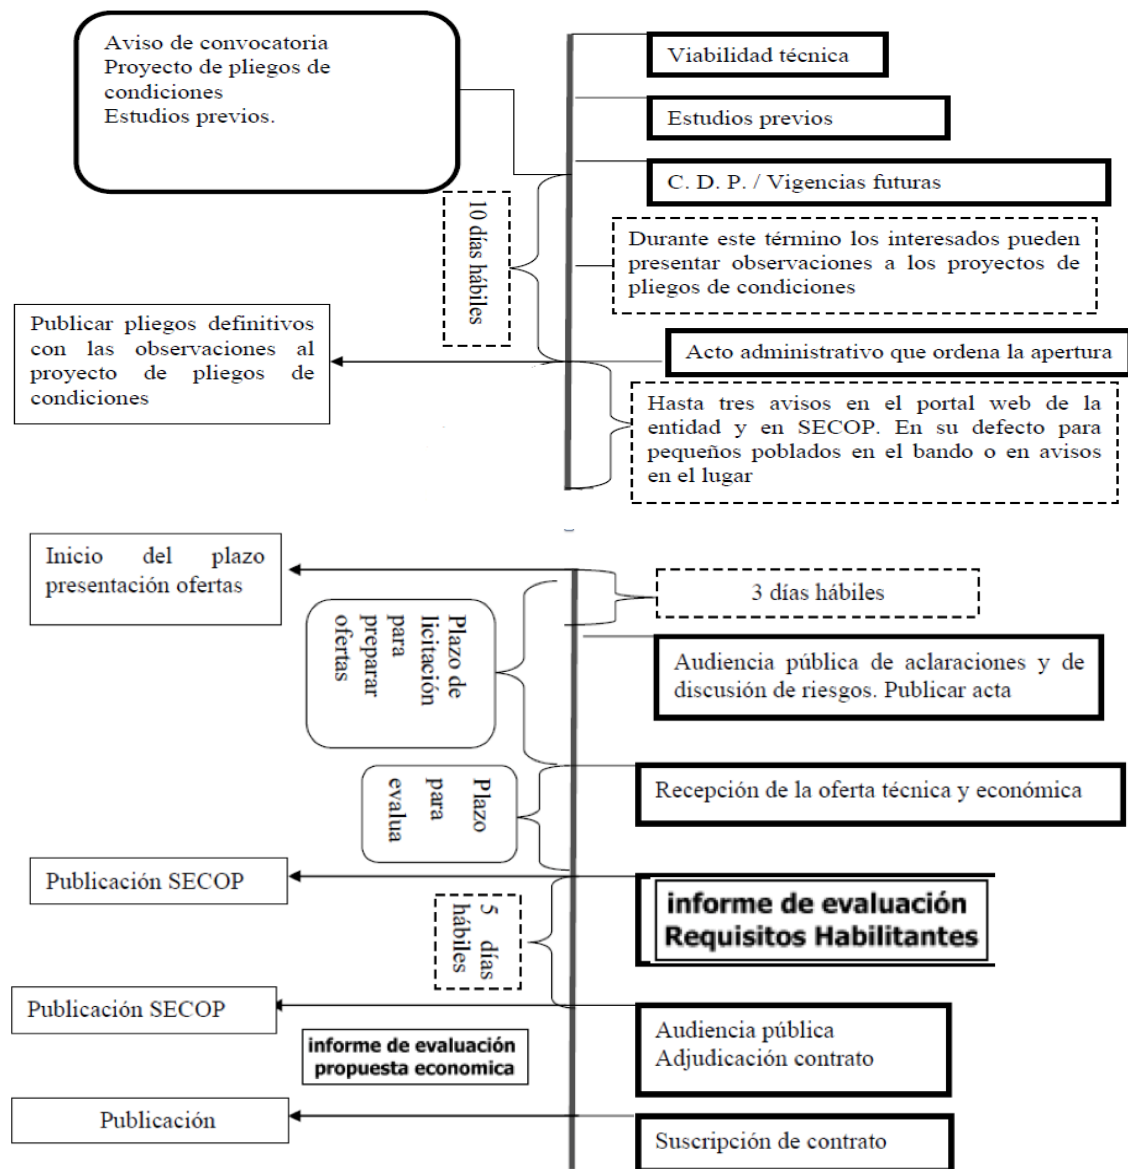 Aviso de convocatoria
Proyecto de pliegos de
condiciones
Estudios previos.
Viabilidad técnica
Estudios previos
C. D. P. / Vigencias futuras
10 días hábiles
Durante este término los interesados pueden
presentar observaciones a los proyectos de
pliegos de condiciones
Publicar pliegos definitivos
con las observaciones al
proyecto de pliegos de
condiciones
Acto administrativo que ordena la apertura
Hasta tres avisos en el portal web de la
entidad y en SECOP. En su defecto para
pequeños poblados en el bando o en avisos
en el lugar
Inicio del plazo
presentación ofertas
3 días hábiles
Plazo de
licitación
para
preparar
ofertas
Audiencia pública de aclaraciones y de
discusión de riesgos. Publicar acta
Recepción de la oferta técnica y económica
Plazo
para
evalua
Publicación SECOP
informe de evaluación
Requisitos Habilitantes
5 días
hábiles
Publicación SECOP
informe de evaluación
propuesta economica
Audiencia pública
Adjudicación contrato
Publicación
Suscripción de contrato